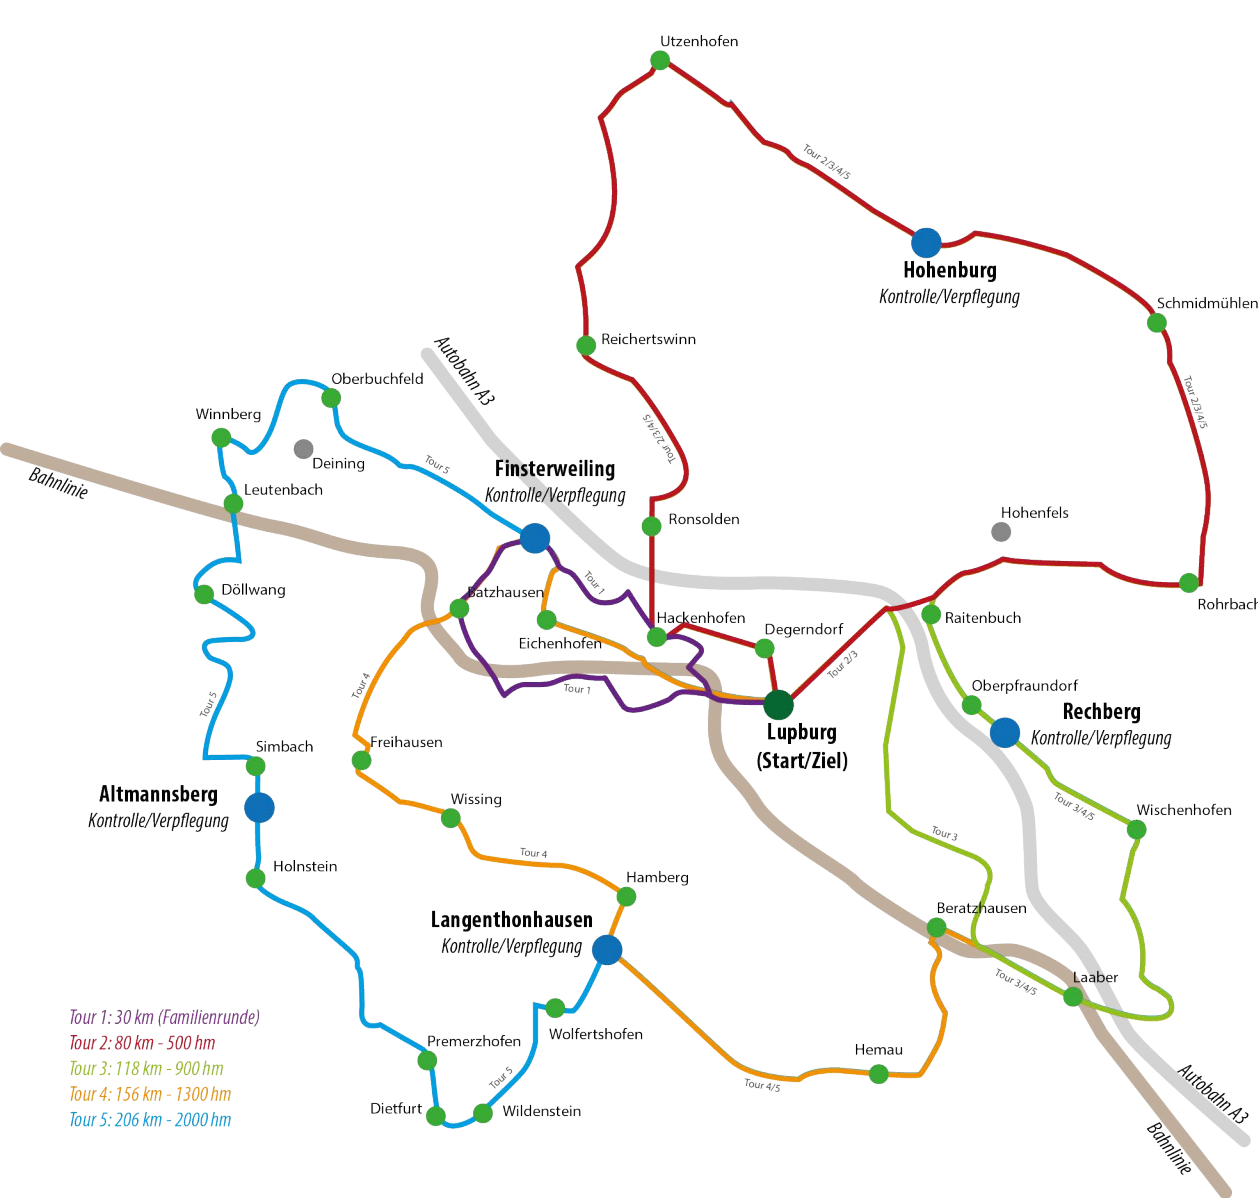 Utzenhofen
Tour 2/3/4/5
Hohenburg
Kontrolle/Verpflegung
Schmidmühlen
Reichertswinn
Autobahn A3
Oberbuchfeld
Tour 2/3/4/5
Winnberg
Tour 2/3/4/5
Deining
Tour 5
Finsterweiling
Kontrolle/Verpflegung
Bahnlinie
Leutenbach
Ronsolden
Hohenfels
Döllwang
Batzhausen
Tour 1
Rohrbach
Hackenhofen
Raitenbuch
Eichenhofen
Degerndorf
Tour 2/3
Tour 4
Tour 1
Oberpfraundorf
Tour 5
Rechberg
Kontrolle/Verpflegung
Lupburg
(Start/Ziel)
Simbach
Freihausen
Altmannsberg
Kontrolle/Verpflegung
Wissing
Tour 3/4/5
Wischenhofen
Tour 3
Tour 4
Holnstein
Hamberg
Langenthonhausen
Kontrolle/Verpflegung
Beratzhausen
Laaber
Tour 3/4/5
Tour 1: 30 km (Familienrunde)
Tour 2: 80 km - 500 hm
Tour 3: 118 km - 900 hm
Tour 4: 156 km - 1300 hm
Tour 5: 206 km - 2000 hm
Premerzhofen
Wolfertshofen
Hemau
Tour 5
Tour 4/5
Dietfurt
Wildenstein
Autobahn A3
Bahnlinie